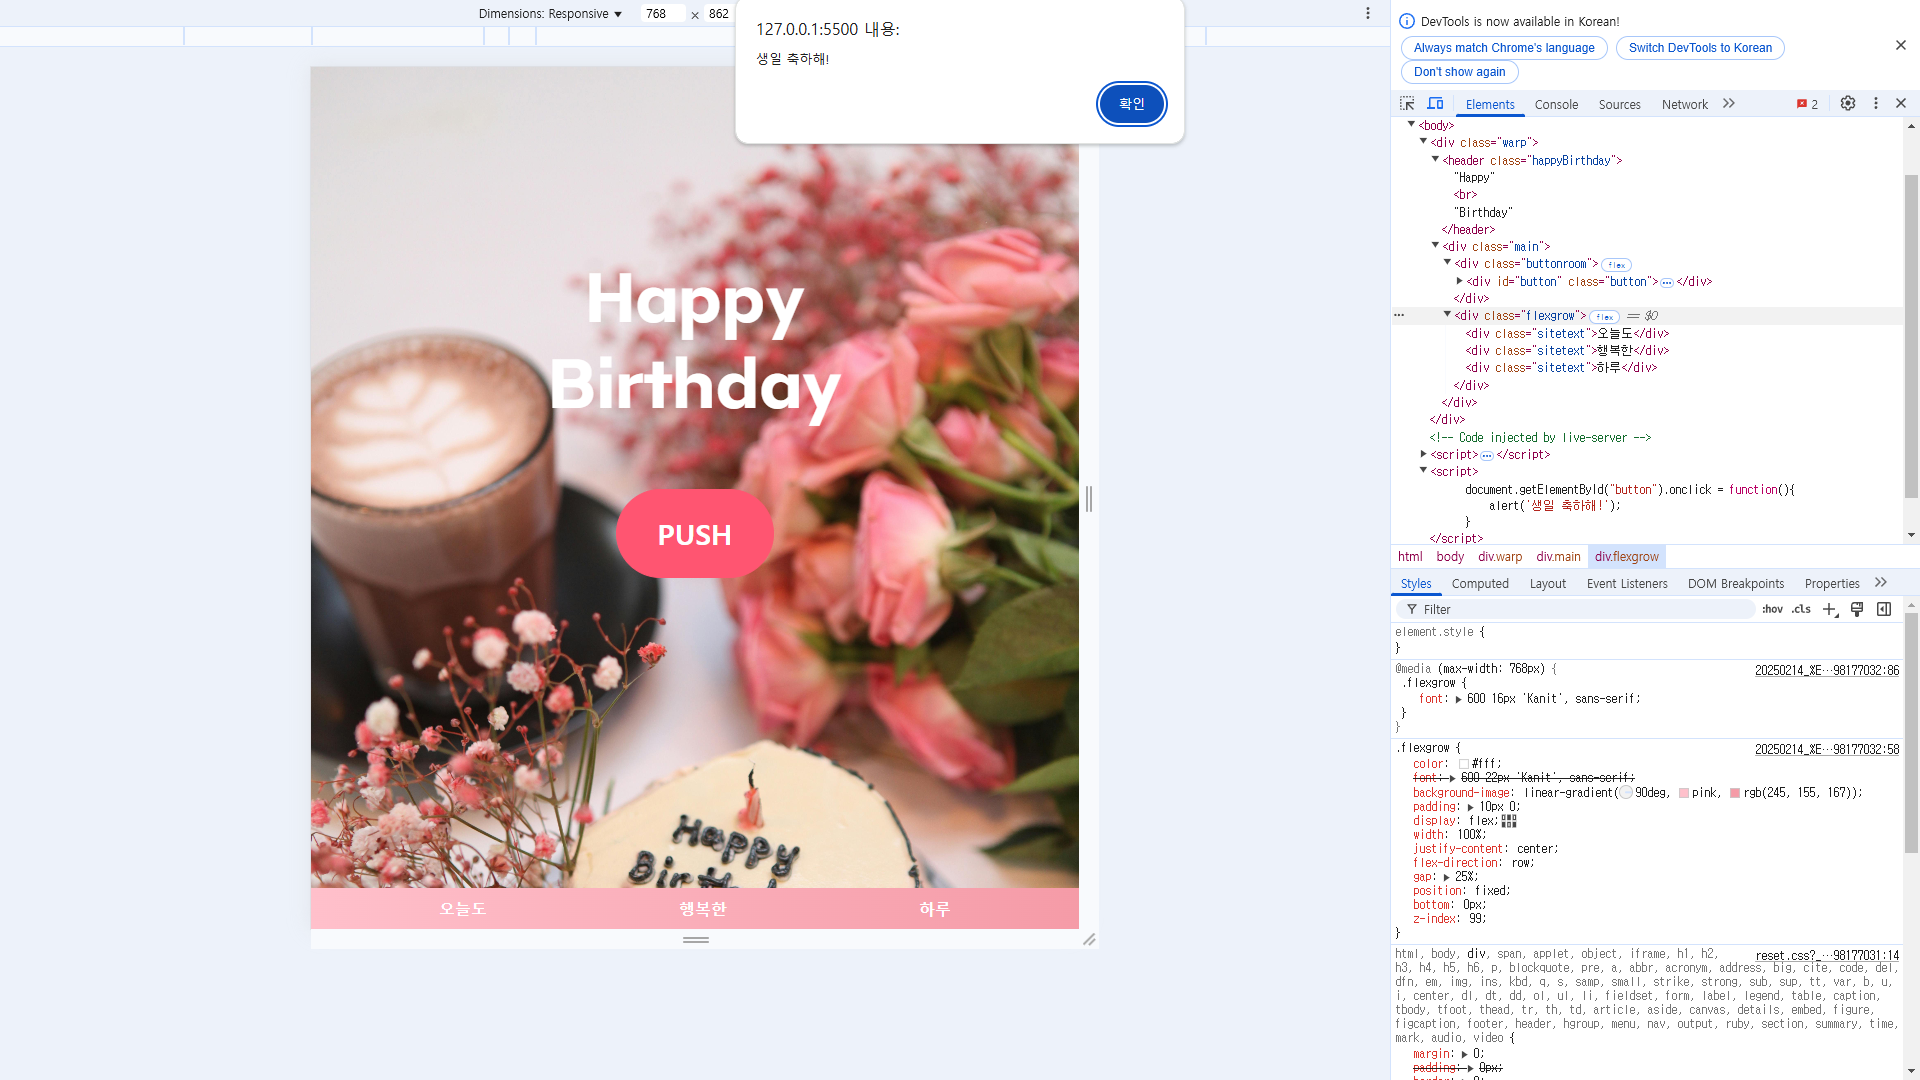 Dimensions: Responsive ▼ 768 × 862
127.0.0.1:5500 내용:
생일 축하해!
확인
Happy
Birthday
PUSH
Happy
오늘도 행복한 하루
DevTools is now available in Korean!
Always match Chrome's language
Switch DevTools to Korean
Don't show again
Elements Console Sources Network 2
<body>
<div class="warp">
<header class="happyBirthday">
"Happy"
<br>
"Birthday"
</header>
<div class="main">
<div class="buttonroom"> flex
<div id="button" class="button">…</div>
</div>
<div class="flexgrow"> flex == $0
<div class="sitetext">오늘도</div>
<div class="sitetext">행복한</div>
<div class="sitetext">하루</div>
</div>
</div>
</div>
<!-- Code injected by live-server -->
<script>…</script>
<script>
document.getElementById("button").onclick = function(){
alert('생일 축하해!');
}
</script>
html body div.warp div.main div.flexgrow
Styles Computed Layout Event Listeners DOM Breakpoints Properties
Filter :hov .cls
element.style {
}
@media (max-width: 768px) { 20250214_%E…98177032:86
.flexgrow {
font: 600 16px 'Kanit', sans-serif;
}
}
.flexgrow { 20250214_%E…98177032:58
color: #fff;
font: 600 22px 'Kanit', sans-serif;
background-image: linear-gradient(90deg, pink, rgb(245, 155, 167));
padding: 10px 0;
display: flex;
width: 100%;
justify-content: center;
flex-direction: row;
gap: 25%;
position: fixed;
bottom: 0px;
z-index: 99;
}
html, body, div, span, applet, object, iframe, h1, h2, reset.css?_…98177031:14
h3, h4, h5, h6, p, blockquote, pre, a, abbr, acronym, address, big, cite, code, del,
dfn, em, img, ins, kbd, q, s, samp, small, strike, strong, sub, sup, tt, var, b, u,
i, center, dl, dt, dd, ol, ul, li, fieldset, form, label, legend, table, caption,
tbody, tfoot, thead, tr, th, td, article, aside, canvas, details, embed, figure,
figcaption, footer, header, hgroup, menu, nav, output, ruby, section, summary, time,
mark, audio, video {
margin: 0;
padding: 0px;